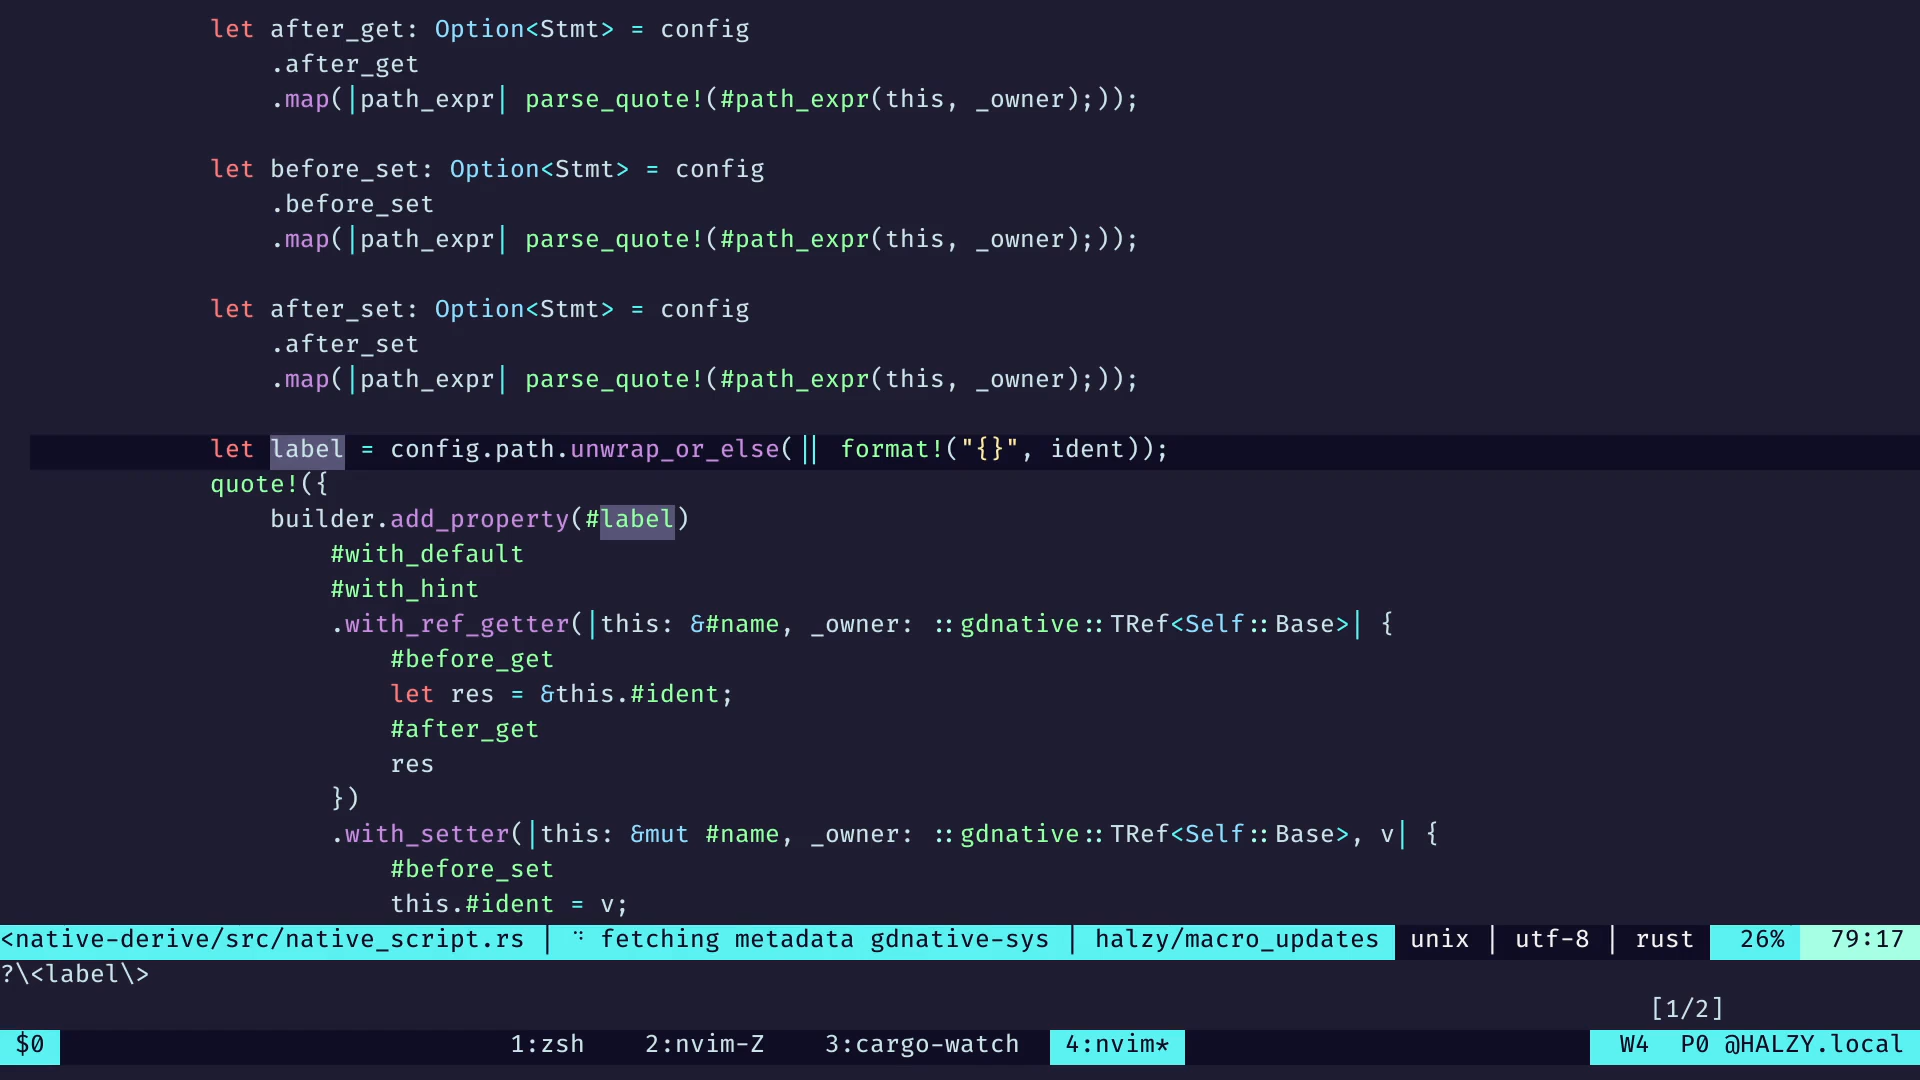 let after_get: Option<Stmt> = config
.after_get
.map(|path_expr| parse_quote!(#path_expr(this, _owner);));
let before_set: Option<Stmt> = config
.before_set
.map(|path_expr| parse_quote!(#path_expr(this, _owner);));
let after_set: Option<Stmt> = config
.after_set
.map(|path_expr| parse_quote!(#path_expr(this, _owner);));
let label = config.path.unwrap_or_else(|| format!("{}", ident));
quote!({
builder.add_property(#label)
#with_default
#with_hint
.with_ref_getter(|this: &#name, _owner: ::gdnative::TRef<Self::Base>| {
#before_get
let res = &this.#ident;
#after_get
res
})
.with_setter(|this: &mut #name, _owner: ::gdnative::TRef<Self::Base>, v| {
#before_set
this.#ident = v;
<native-derive/src/native_script.rs | ⠙ fetching metadata gdnative-sys | halzy/macro_updates unix | utf-8 | rust 26% 79:17
?\<label\>
[1/2]
$0 1:zsh 2:nvim-Z 3:cargo-watch 4:nvim* W4 P0 @HALZY.local